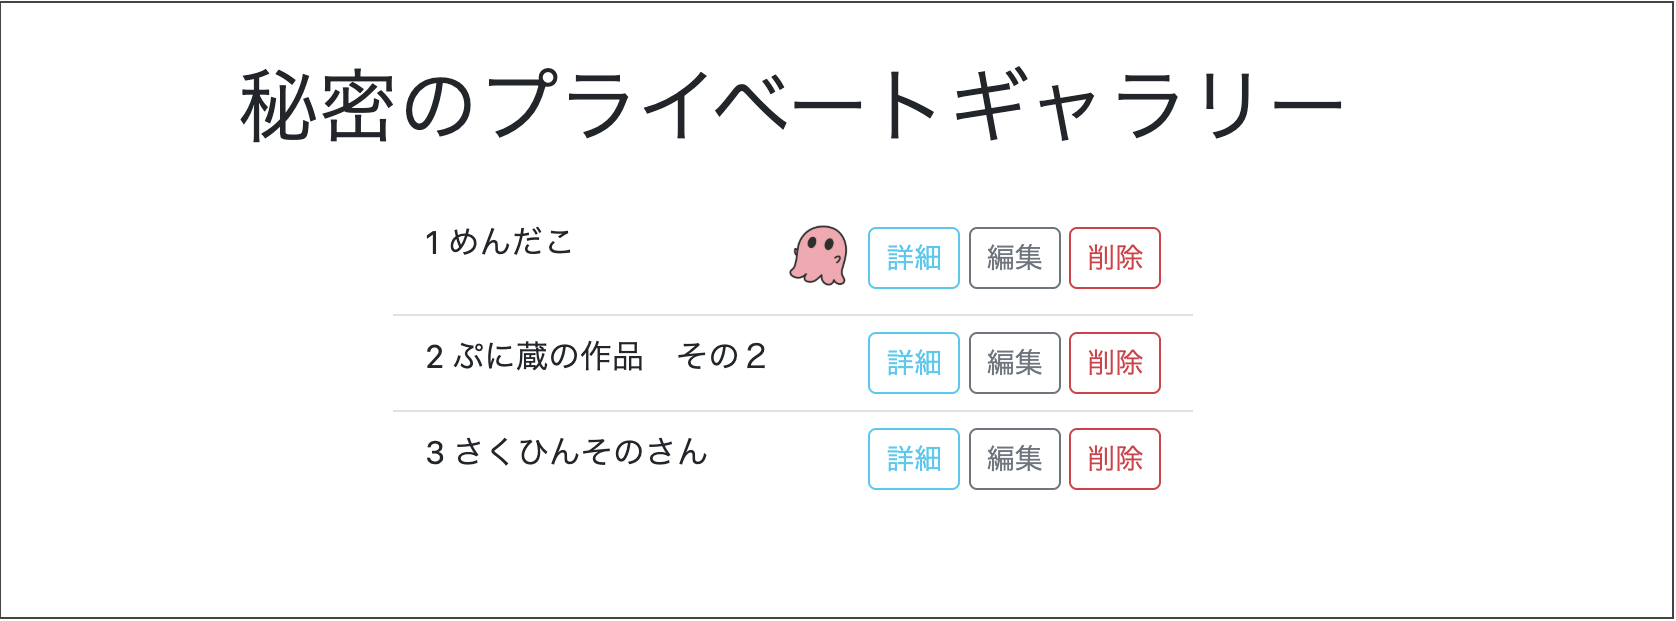 秘密のプライベートギャラリー
1 めんだこ 詳細 編集 削除
2 ぷに蔵の作品　その２ 詳細 編集 削除
3 さくひんそのさん 詳細 編集 削除